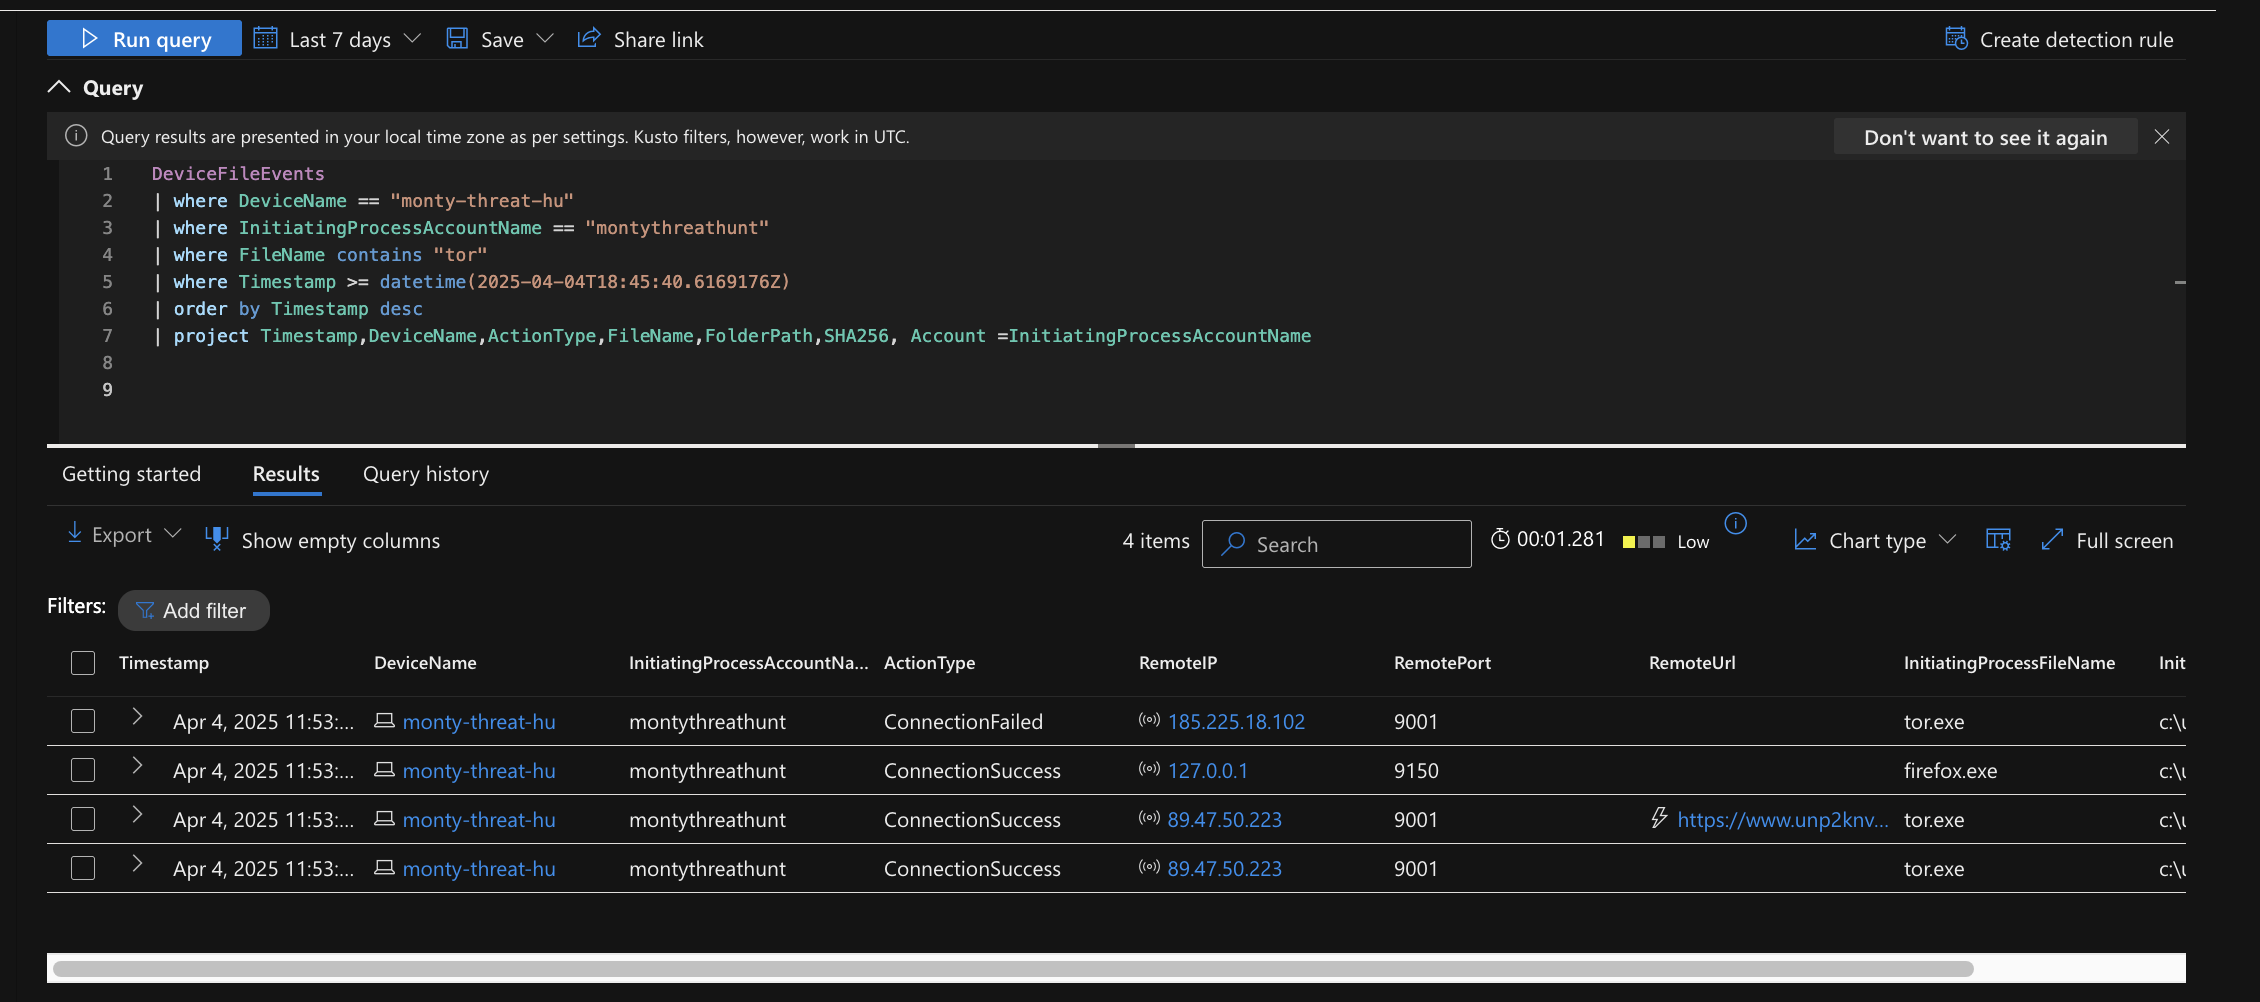 Run query Last 7 days Save Share link Create detection rule
Query
Query results are presented in your local time zone as per settings. Kusto filters, however, work in UTC. Don't want to see it again
1 DeviceFileEvents
2 | where DeviceName == "monty-threat-hu"
3 | where InitiatingProcessAccountName == "montythreathunt"
4 | where FileName contains "tor"
5 | where Timestamp >= datetime(2025-04-04T18:45:40.6169176Z)
6 | order by Timestamp desc
7 | project Timestamp,DeviceName,ActionType,FileName,FolderPath,SHA256, Account =InitiatingProcessAccountName
8
9
Getting started Results Query history
Export Show empty columns 4 items Search 00:01.281 Low Chart type Full screen
Filters: Add filter
Timestamp DeviceName InitiatingProcessAccountNa... ActionType RemoteIP RemotePort RemoteUrl InitiatingProcessFileName Init
Apr 4, 2025 11:53:... monty-threat-hu montythreathunt ConnectionFailed 185.225.18.102 9001 tor.exe c:\u
Apr 4, 2025 11:53:... monty-threat-hu montythreathunt ConnectionSuccess 127.0.0.1 9150 firefox.exe c:\u
Apr 4, 2025 11:53:... monty-threat-hu montythreathunt ConnectionSuccess 89.47.50.223 9001 https://www.unp2knv... tor.exe c:\u
Apr 4, 2025 11:53:... monty-threat-hu montythreathunt ConnectionSuccess 89.47.50.223 9001 tor.exe c:\u